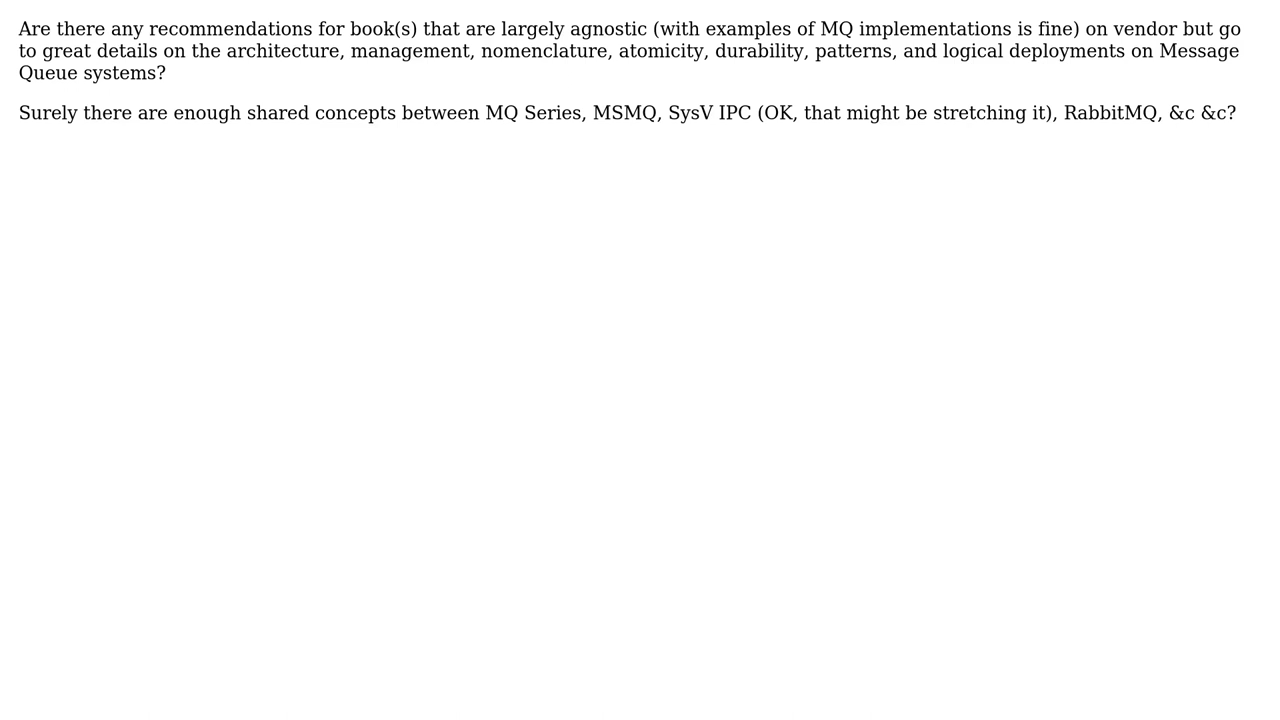 Are there any recommendations for book(s) that are largely agnostic (with examples of MQ implementations is fine) on vendor but go
to great details on the architecture, management, nomenclature, atomicity, durability, patterns, and logical deployments on Message
Queue systems?
Surely there are enough shared concepts between MQ Series, MSMQ, SysV IPC (OK, that might be stretching it), RabbitMQ, &c &c?